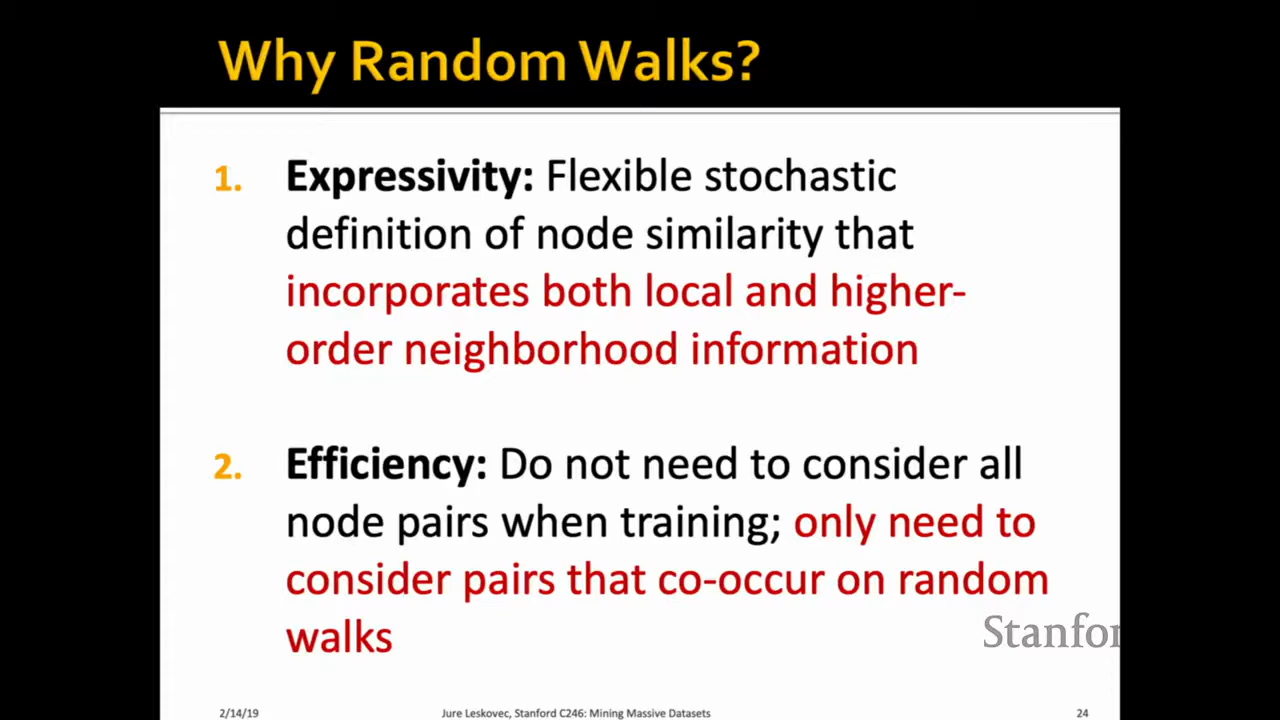 Why Random Walks?
1. Expressivity: Flexible stochastic
definition of node similarity that
incorporates both local and higher-
order neighborhood information
2. Efficiency: Do not need to consider all
node pairs when training; only need to
consider pairs that co-occur on random
walks
Stanfor
2/14/19 Jure Leskovec, Stanford C246: Mining Massive Datasets 24